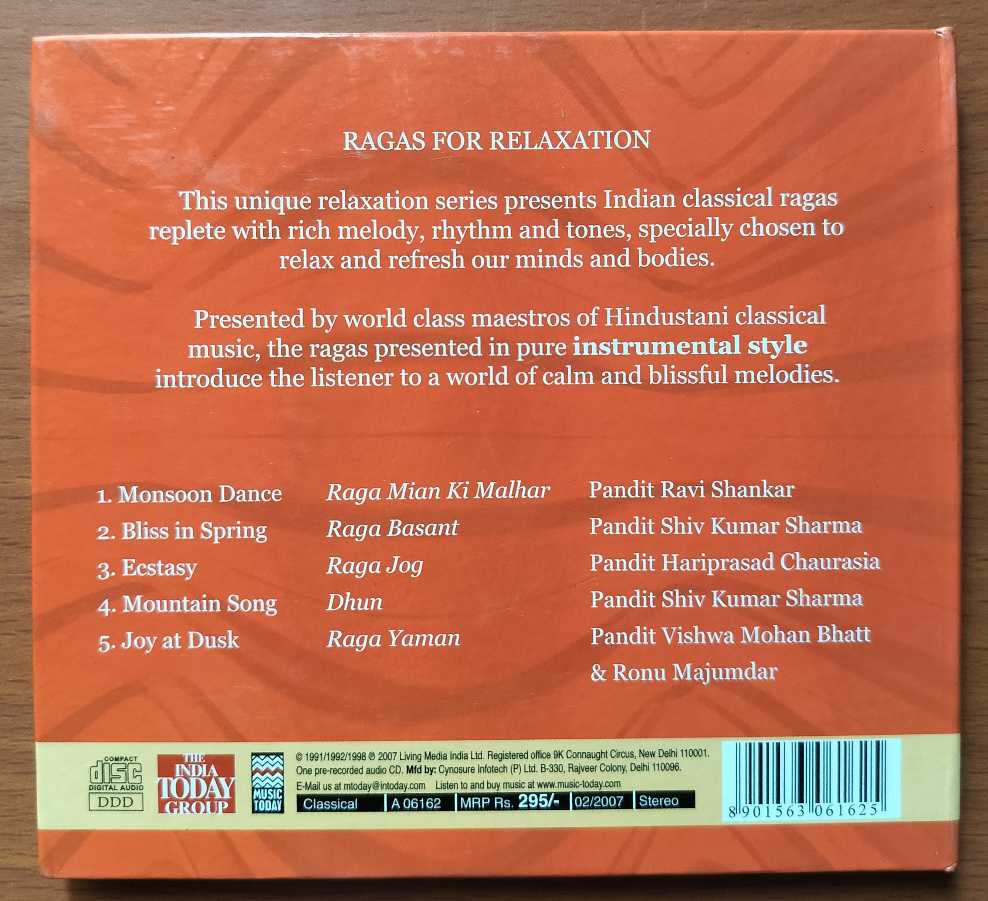 RAGAS FOR RELAXATION
This unique relaxation series presents Indian classical ragas
replete with rich melody, rhythm and tones, specially chosen to
relax and refresh our minds and bodies.
Presented by world class maestros of Hindustani classical
music, the ragas presented in pure instrumental style
introduce the listener to a world of calm and blissful melodies.
1. Monsoon Dance Raga Mian Ki Malhar Pandit Ravi Shankar
2. Bliss in Spring Raga Basant Pandit Shiv Kumar Sharma
3. Ecstasy Raga Jog Pandit Hariprasad Chaurasia
4. Mountain Song Dhun Pandit Shiv Kumar Sharma
5. Joy at Dusk Raga Yaman Pandit Vishwa Mohan Bhatt
& Ronu Majumdar
COMPACT
disc
DIGITAL AUDIO
DDD
THE
INDIA
TODAY
GROUP
MUSIC
TODAY
© 1991/1992/1998 ℗ 2007 Living Media India Ltd. Registered office 9K Connaught Circus, New Delhi 110001.
One pre-recorded audio CD. Mfd by: Cynosure Infotech (P) Ltd. B-330, Rajveer Colony, Delhi 110096.
E-Mail us at mtoday@intoday.com Listen to and buy music at www.music-today.com
Classical A 06162 MRP Rs. 295/- 02/2007 Stereo
8 901563 061625